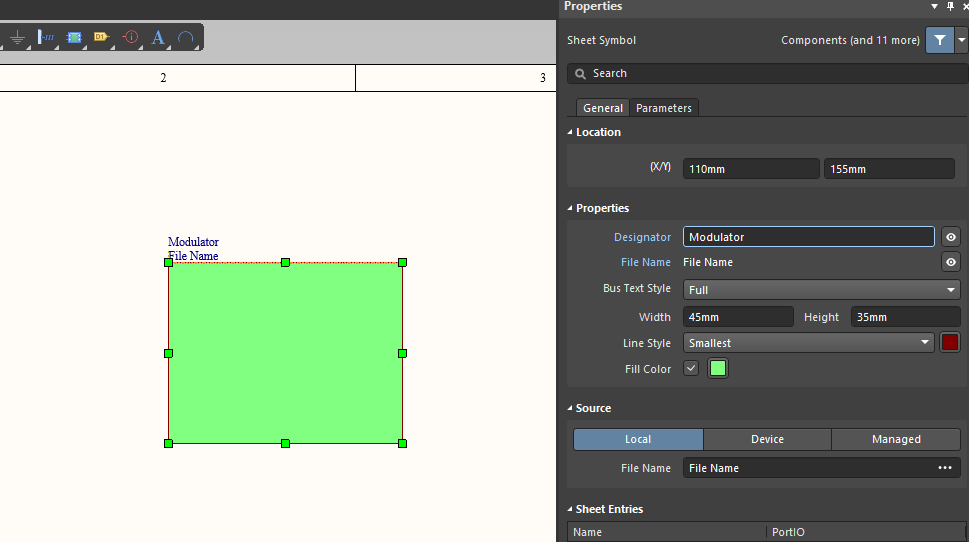 Properties
Sheet Symbol Components (and 11 more)
D1 A
2 3
Search
General Parameters
Location
(X/Y) 110mm 155mm
Properties
Modulator
File Name
Designator Modulator
File Name File Name
Bus Text Style Full
Width 45mm Height 35mm
Line Style Smallest
Fill Color
Source
Local Device Managed
File Name File Name •••
Sheet Entries
Name PortIO